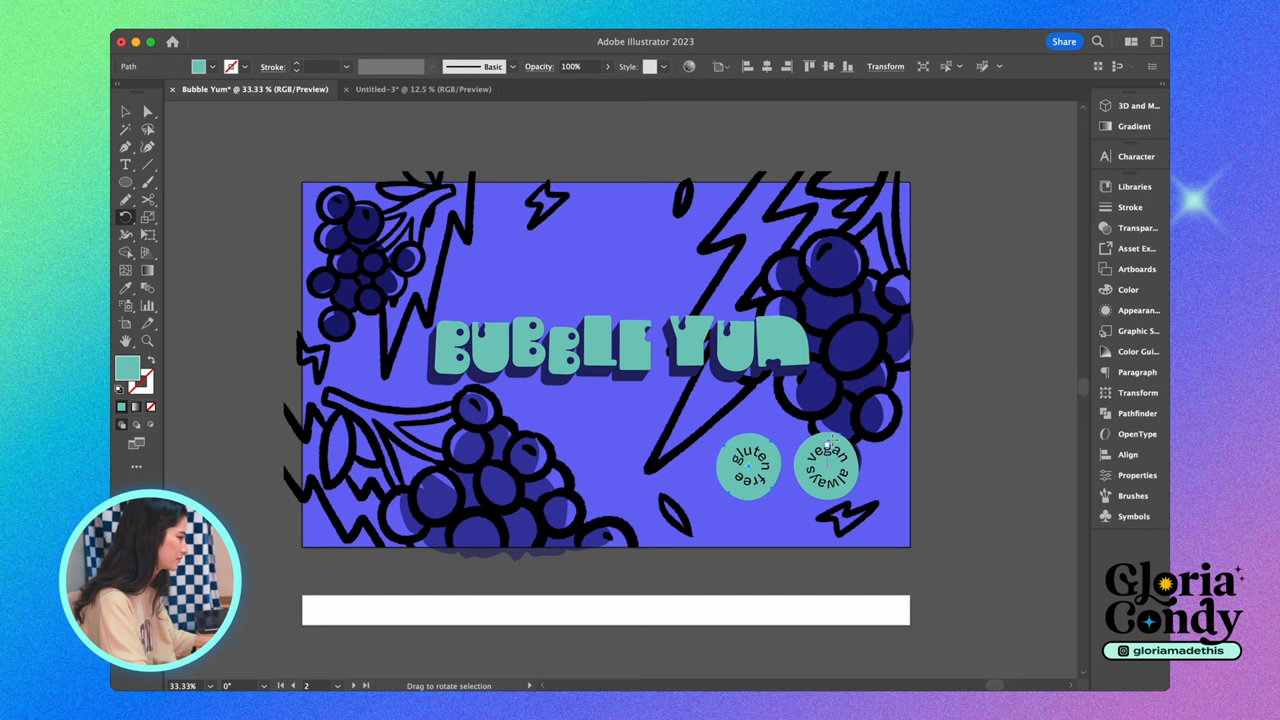 Adobe Illustrator 2023
Share
Path
Stroke:
Basic
Opacity:
100%
Style:
Transform
Bubble Yum* @ 33.33 % (RGB/Preview)
Untitled-3* @ 12.5 % (RGB/Preview)
3D and M...
Gradient
Character
Libraries
Stroke
Transpar...
Asset Ex...
Artboards
Color
Appearan...
Graphic S...
Color Gui...
Paragraph
Transform
Pathfinder
OpenType
Align
Properties
Brushes
Symbols
BUBBLE YUM
gluten free
vegan always
33.33%
0°
2
Drag to rotate selection
Gloria
Condy
gloriamadethis